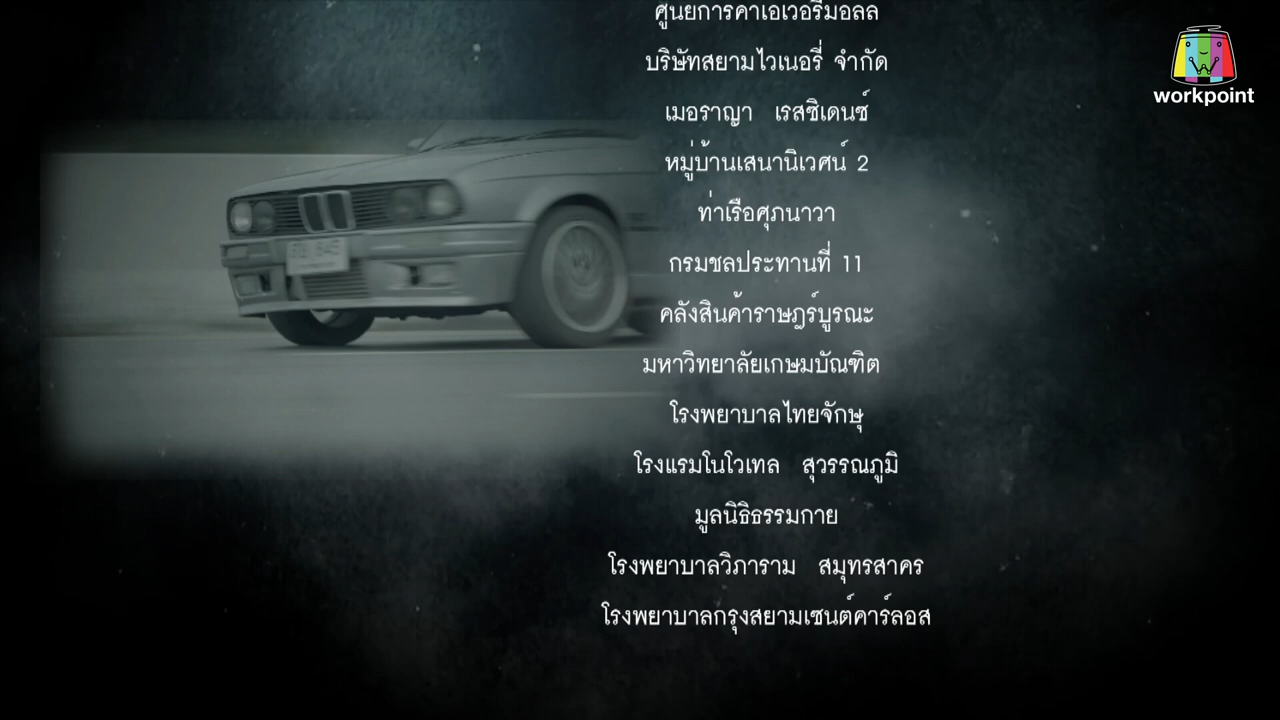 ศูนย์การค้าเอเวอรี่มอลล์
บริษัทสยามไวเนอรี่ จำกัด
เมอราญา เรสซิเดนซ์
หมู่บ้านเสนานิเวศน์ 2
ท่าเรือศุภนาวา
กรมชลประทานที่ 11
คลังสินค้าราษฎร์บูรณะ
มหาวิทยาลัยเกษมบัณฑิต
โรงพยาบาลไทยจักษุ
โรงแรมโนโวเทล สุวรรณภูมิ
มูลนิธิธรรมกาย
โรงพยาบาลวิภาราม สมุทรสาคร
โรงพยาบาลกรุงสยามเซนต์คาร์ลอส
workpoint